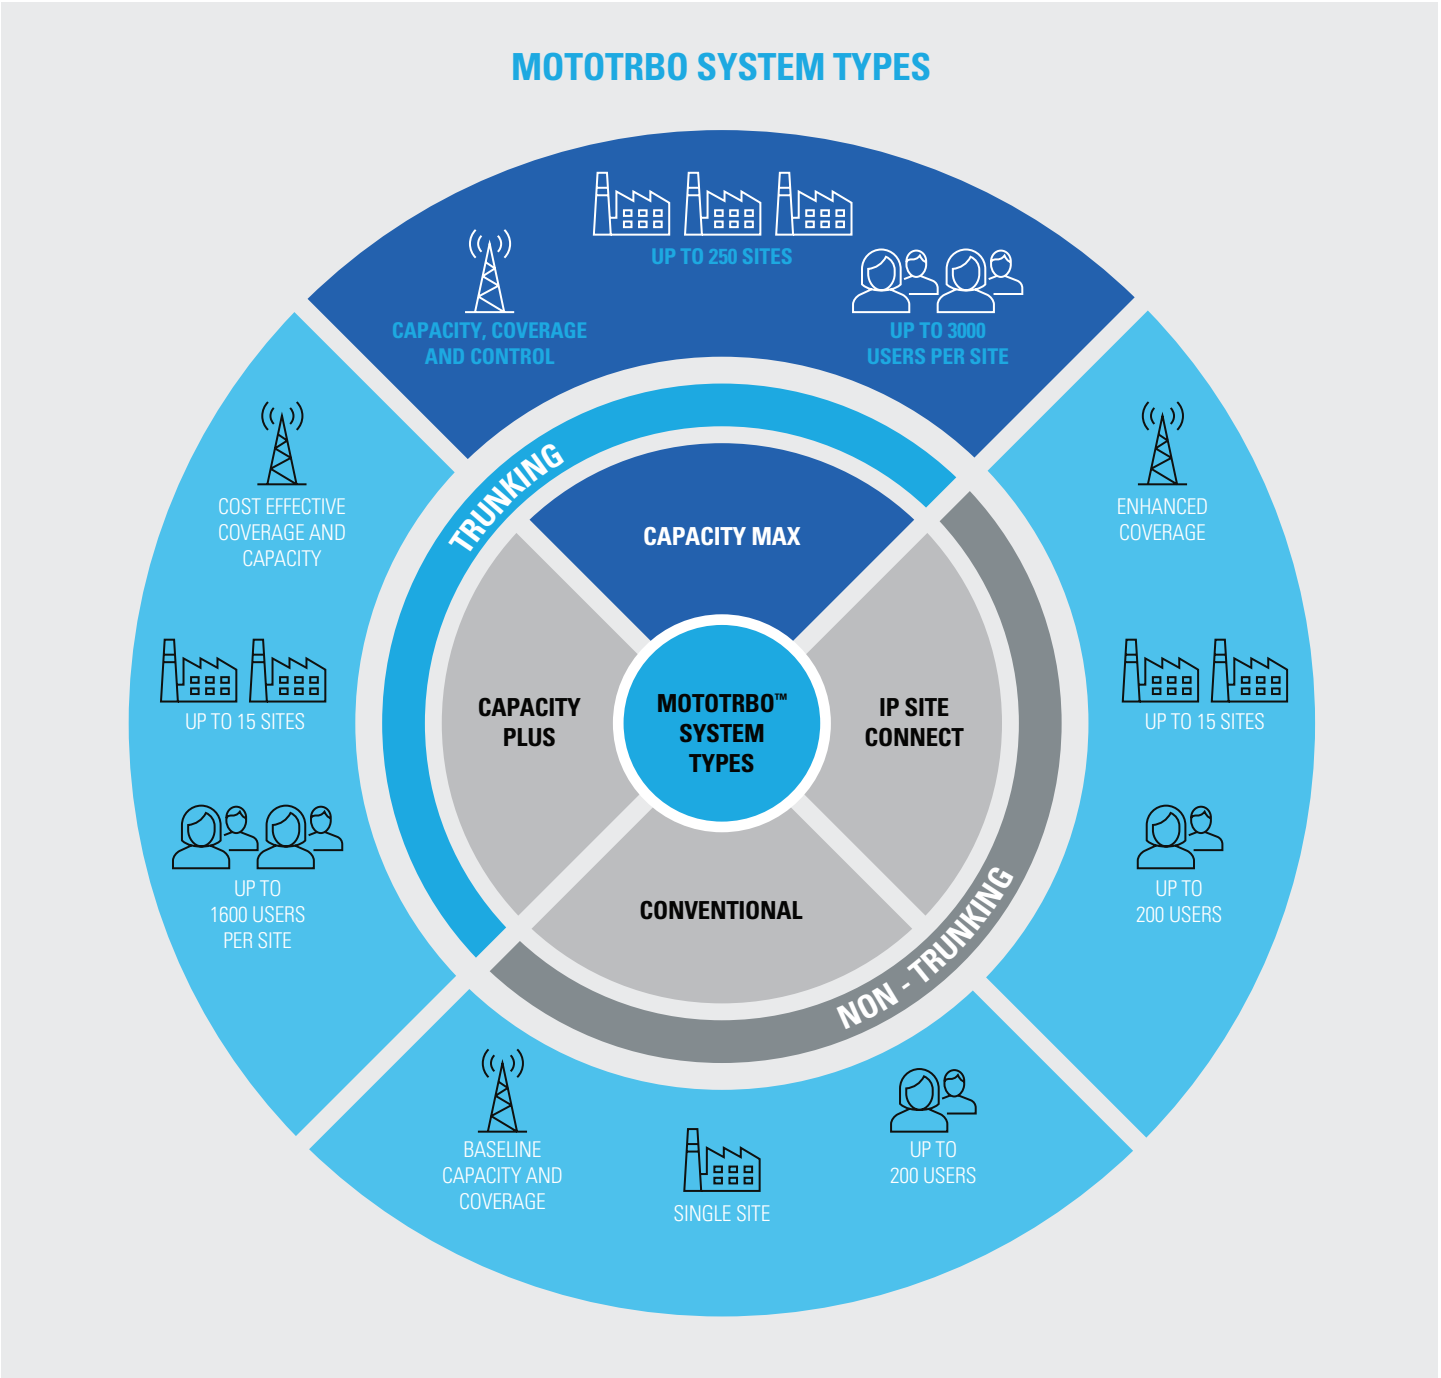 MOTOTRBO SYSTEM TYPES
UP TO 250 SITES
CAPACITY, COVERAGE
AND CONTROL
UP TO 3000
USERS PER SITE
TRUNKING
CAPACITY MAX
COST EFFECTIVE
COVERAGE AND
CAPACITY
UP TO 15 SITES
UP TO
1600 USERS
PER SITE
CAPACITY
PLUS
MOTOTRBO™
SYSTEM
TYPES
IP SITE
CONNECT
ENHANCED
COVERAGE
UP TO 15 SITES
UP TO
200 USERS
CONVENTIONAL
NON - TRUNKING
BASELINE
CAPACITY AND
COVERAGE
SINGLE SITE
UP TO
200 USERS